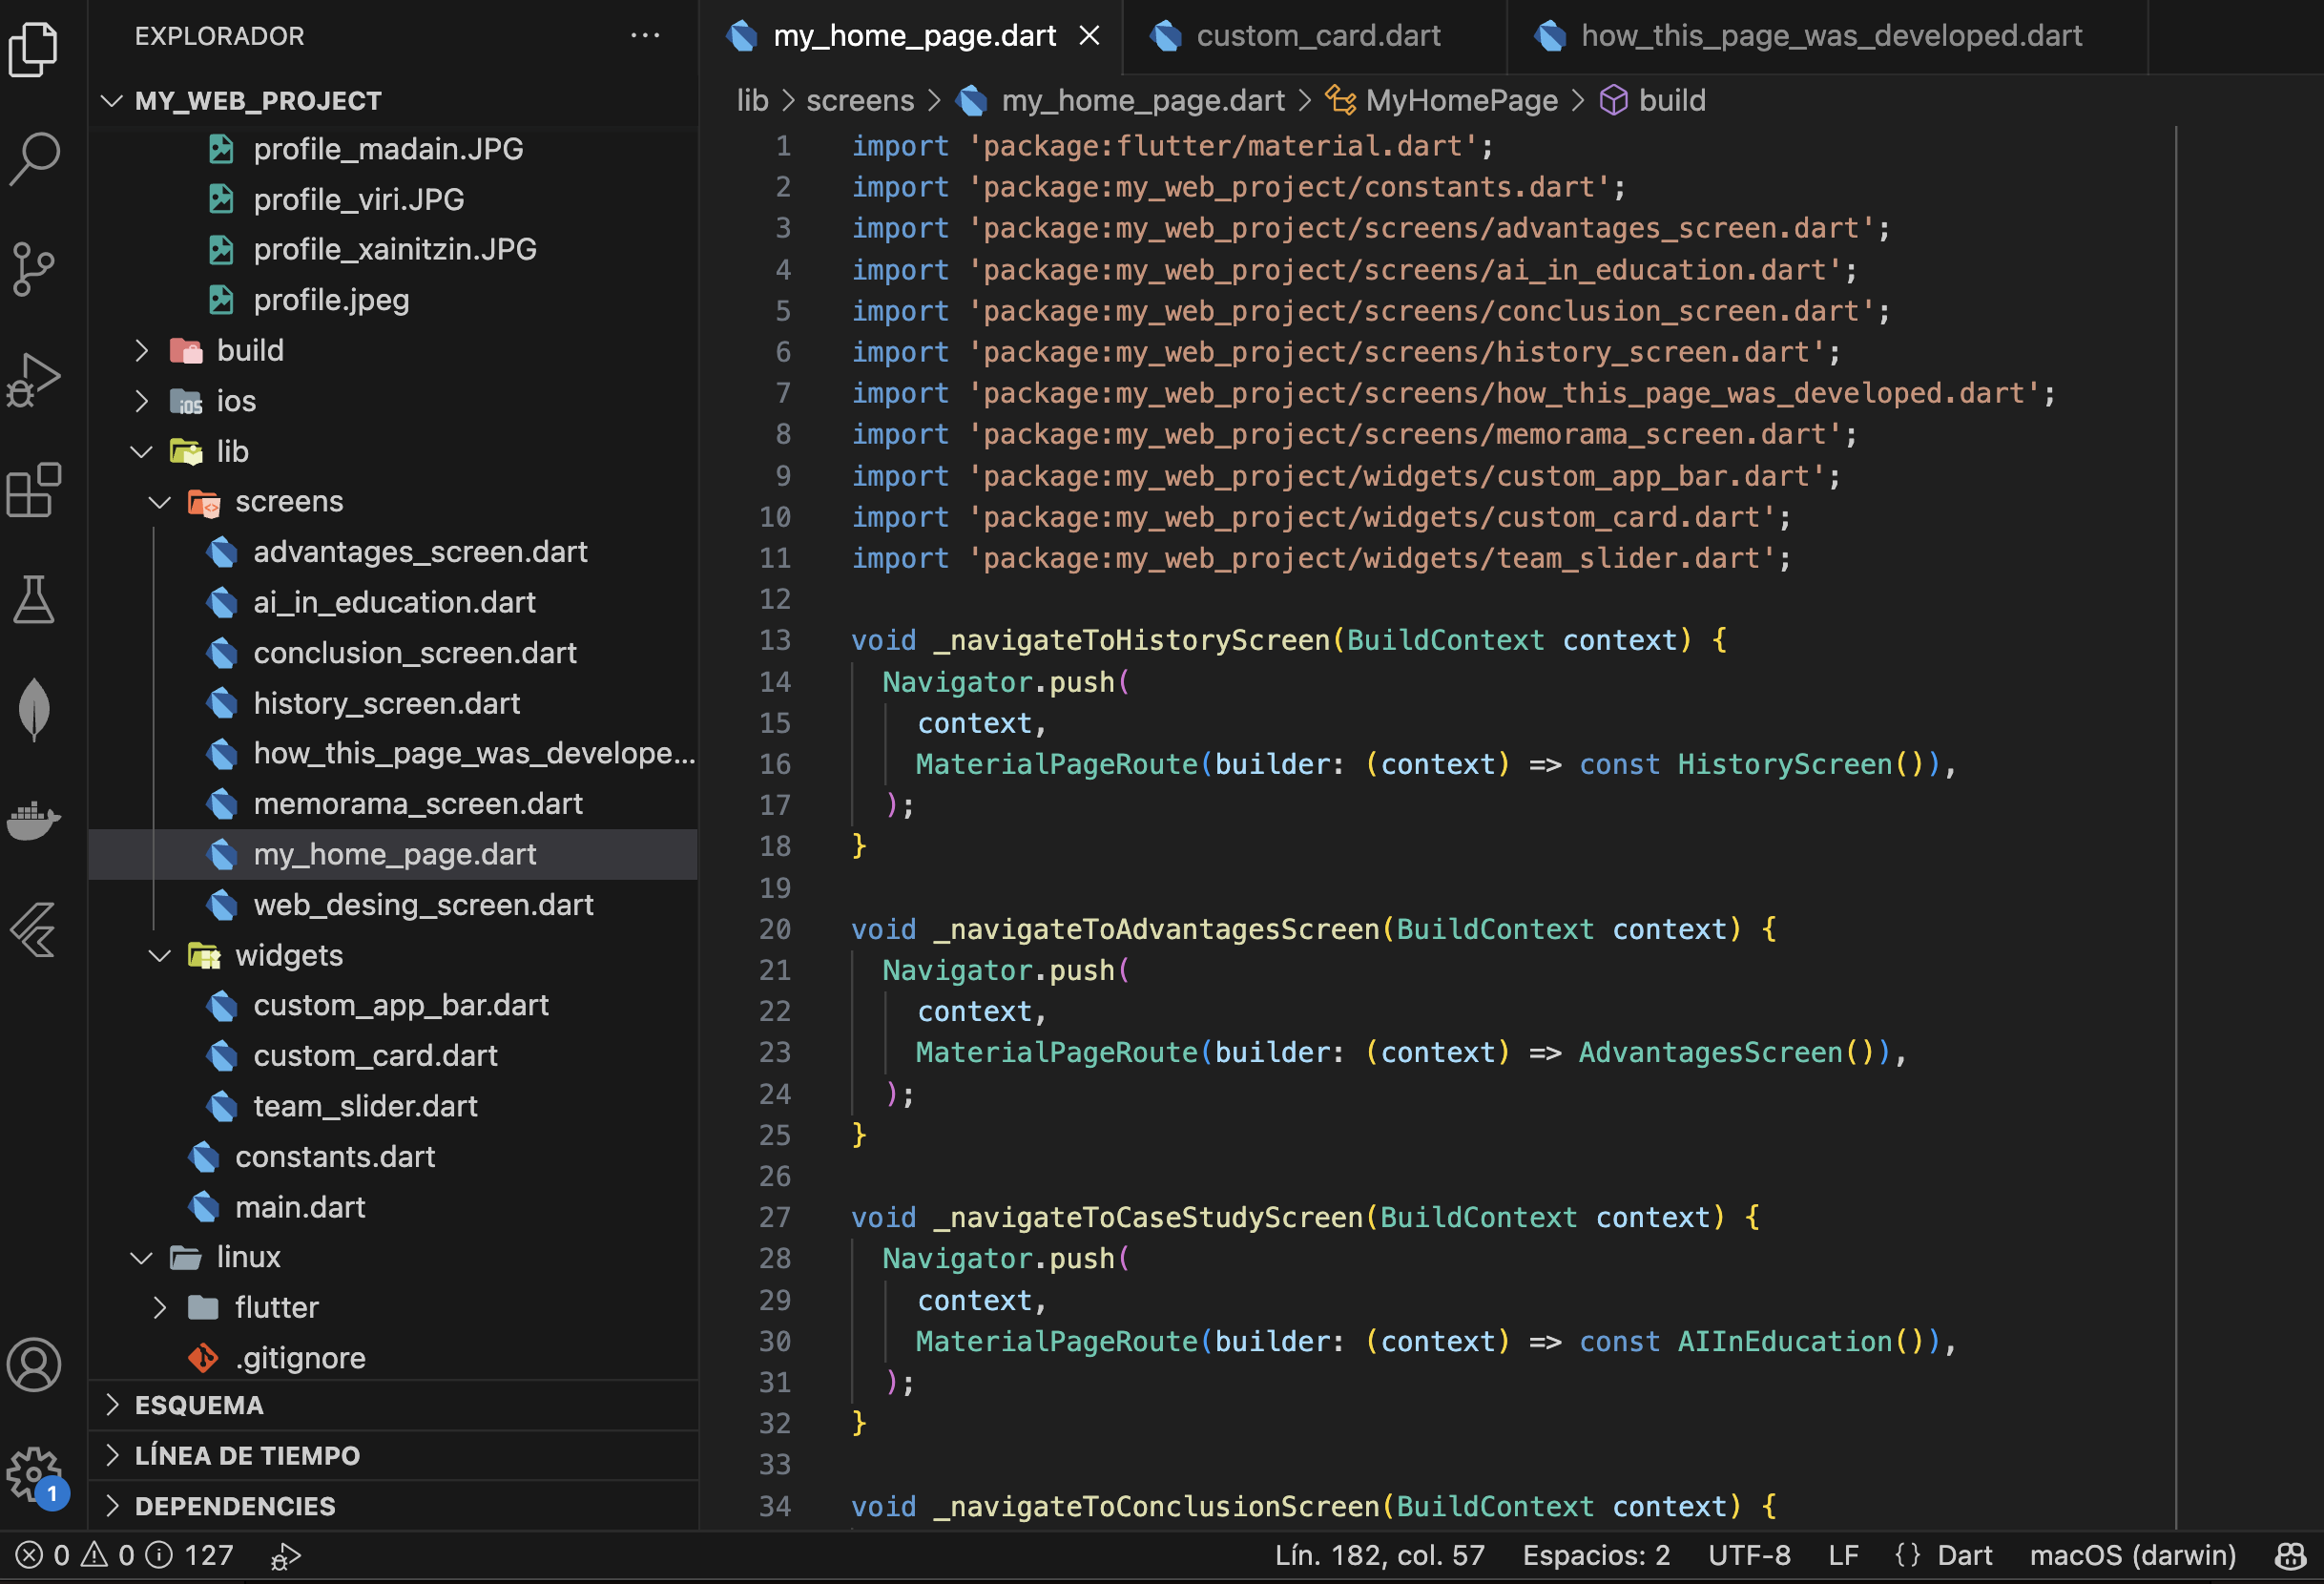 EXPLORADOR
MY_WEB_PROJECT
profile_madain.JPG
profile_viri.JPG
profile_xainitzin.JPG
profile.jpeg
build
ios
lib
screens
advantages_screen.dart
ai_in_education.dart
conclusion_screen.dart
history_screen.dart
how_this_page_was_develope...
memorama_screen.dart
my_home_page.dart
web_desing_screen.dart
widgets
custom_app_bar.dart
custom_card.dart
team_slider.dart
constants.dart
main.dart
linux
flutter
.gitignore
ESQUEMA
LÍNEA DE TIEMPO
DEPENDENCIES
1
my_home_page.dart custom_card.dart how_this_page_was_developed.dart
lib > screens > my_home_page.dart > MyHomePage > build
1 import 'package:flutter/material.dart';
2 import 'package:my_web_project/constants.dart';
3 import 'package:my_web_project/screens/advantages_screen.dart';
4 import 'package:my_web_project/screens/ai_in_education.dart';
5 import 'package:my_web_project/screens/conclusion_screen.dart';
6 import 'package:my_web_project/screens/history_screen.dart';
7 import 'package:my_web_project/screens/how_this_page_was_developed.dart';
8 import 'package:my_web_project/screens/memorama_screen.dart';
9 import 'package:my_web_project/widgets/custom_app_bar.dart';
10 import 'package:my_web_project/widgets/custom_card.dart';
11 import 'package:my_web_project/widgets/team_slider.dart';
12
13 void _navigateToHistoryScreen(BuildContext context) {
14 Navigator.push(
15 context,
16 MaterialPageRoute(builder: (context) => const HistoryScreen()),
17 );
18 }
19
20 void _navigateToAdvantagesScreen(BuildContext context) {
21 Navigator.push(
22 context,
23 MaterialPageRoute(builder: (context) => AdvantagesScreen()),
24 );
25 }
26
27 void _navigateToCaseStudyScreen(BuildContext context) {
28 Navigator.push(
29 context,
30 MaterialPageRoute(builder: (context) => const AIInEducation()),
31 );
32 }
33
34 void _navigateToConclusionScreen(BuildContext context) {
0 0 127 Lín. 182, col. 57 Espacios: 2 UTF-8 LF {} Dart macOS (darwin)